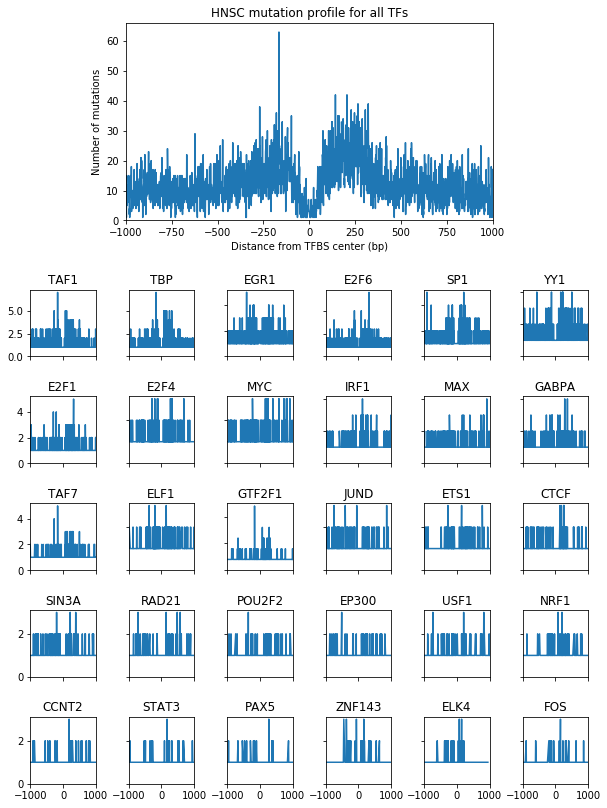 HNSC mutation profile for all TFs
Number of mutations
60
50
40
30
20
10
0
−1000 −750 −500 −250 0 250 500 750 1000
Distance from TFBS center (bp)
TAF1 TBP EGR1 E2F6 SP1 YY1
5.0
2.5
0.0
E2F1 E2F4 MYC IRF1 MAX GABPA
4
2
0
TAF7 ELF1 GTF2F1 JUND ETS1 CTCF
4
2
0
SIN3A RAD21 POU2F2 EP300 USF1 NRF1
2
0
CCNT2 STAT3 PAX5 ZNF143 ELK4 FOS
2
0
−1000 0 1000 −1000 0 1000 −1000 0 1000 −1000 0 1000 −1000 0 1000 −1000 0 1000